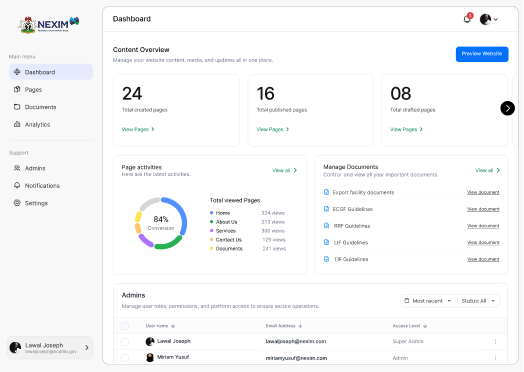 NEXIM
Main menu
Dashboard
Pages
Documents
Analytics
Support
Admins
Notifications
Settings
Lawal Joseph
Dashboard
Content Overview
Manage your website content, media, and updates all in one place.
Preview Website
24
Total created pages
View Pages
16
Total published pages
View Pages
08
Total drafted pages
View Pages
Page activities
Here are the latest activities.
View all
84%
Conversion
Total viewed Pages
Home 324 views
About Us 513 views
Services
Contact Us 129 views
Documents 241 views
Manage Documents
Control and view all your important documents.
View all
Export facility documents View document
ECGF Guidelines View document
RRF Guidelines View document
LIF Guidelines View document
TIF Guidelines View document
Admins
Manage user roles, permissions, and platform access to ensure secure operations.
Most recent
Status: All
User name Email Address Access Level
Lawal Joseph lawaljoseph@nexim.com Super Admin
Miriam Yusuf miriamyusuf@nexim.com Admin